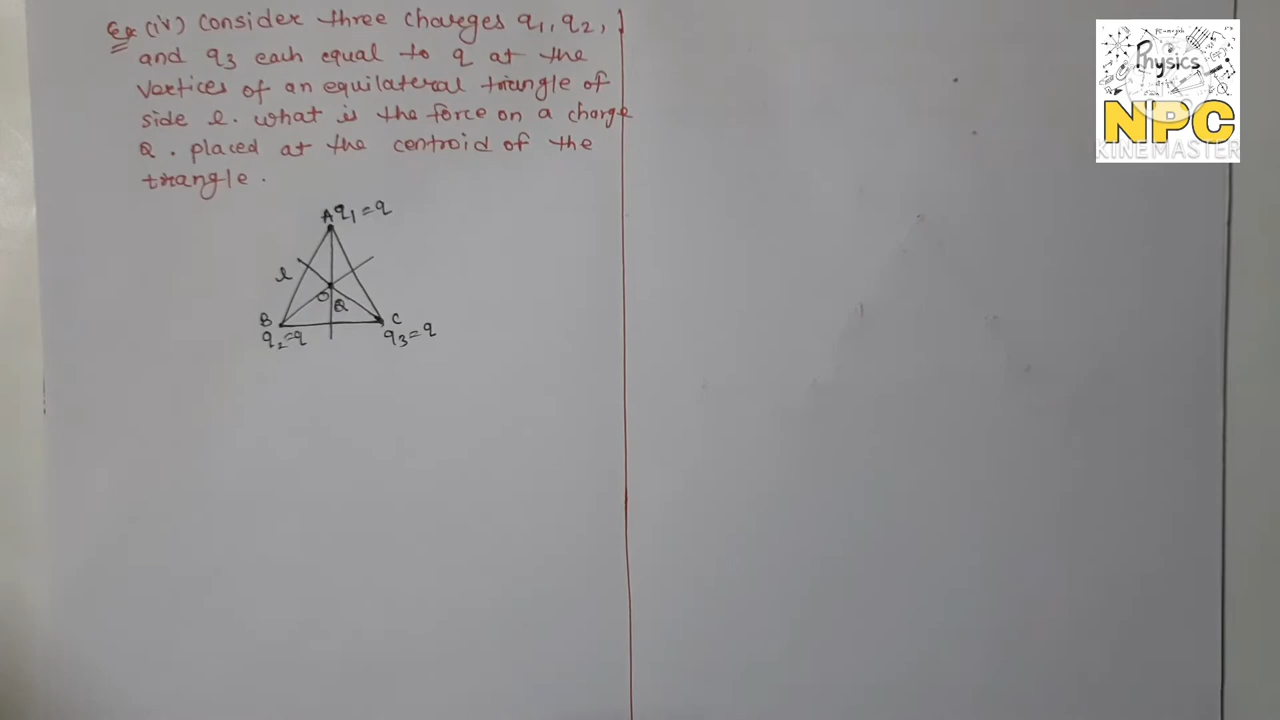 Ex (iv) Consider three charges q1, q2,
and q3 each equal to q at the
vertices of an equilateral triangle of
side l. what is the force on a charge
Q. placed at the centroid of the
triangle.
A q1=q
l
O
Q
B
C
q2=q
q3=q
Physics
NPC
KINEMASTER